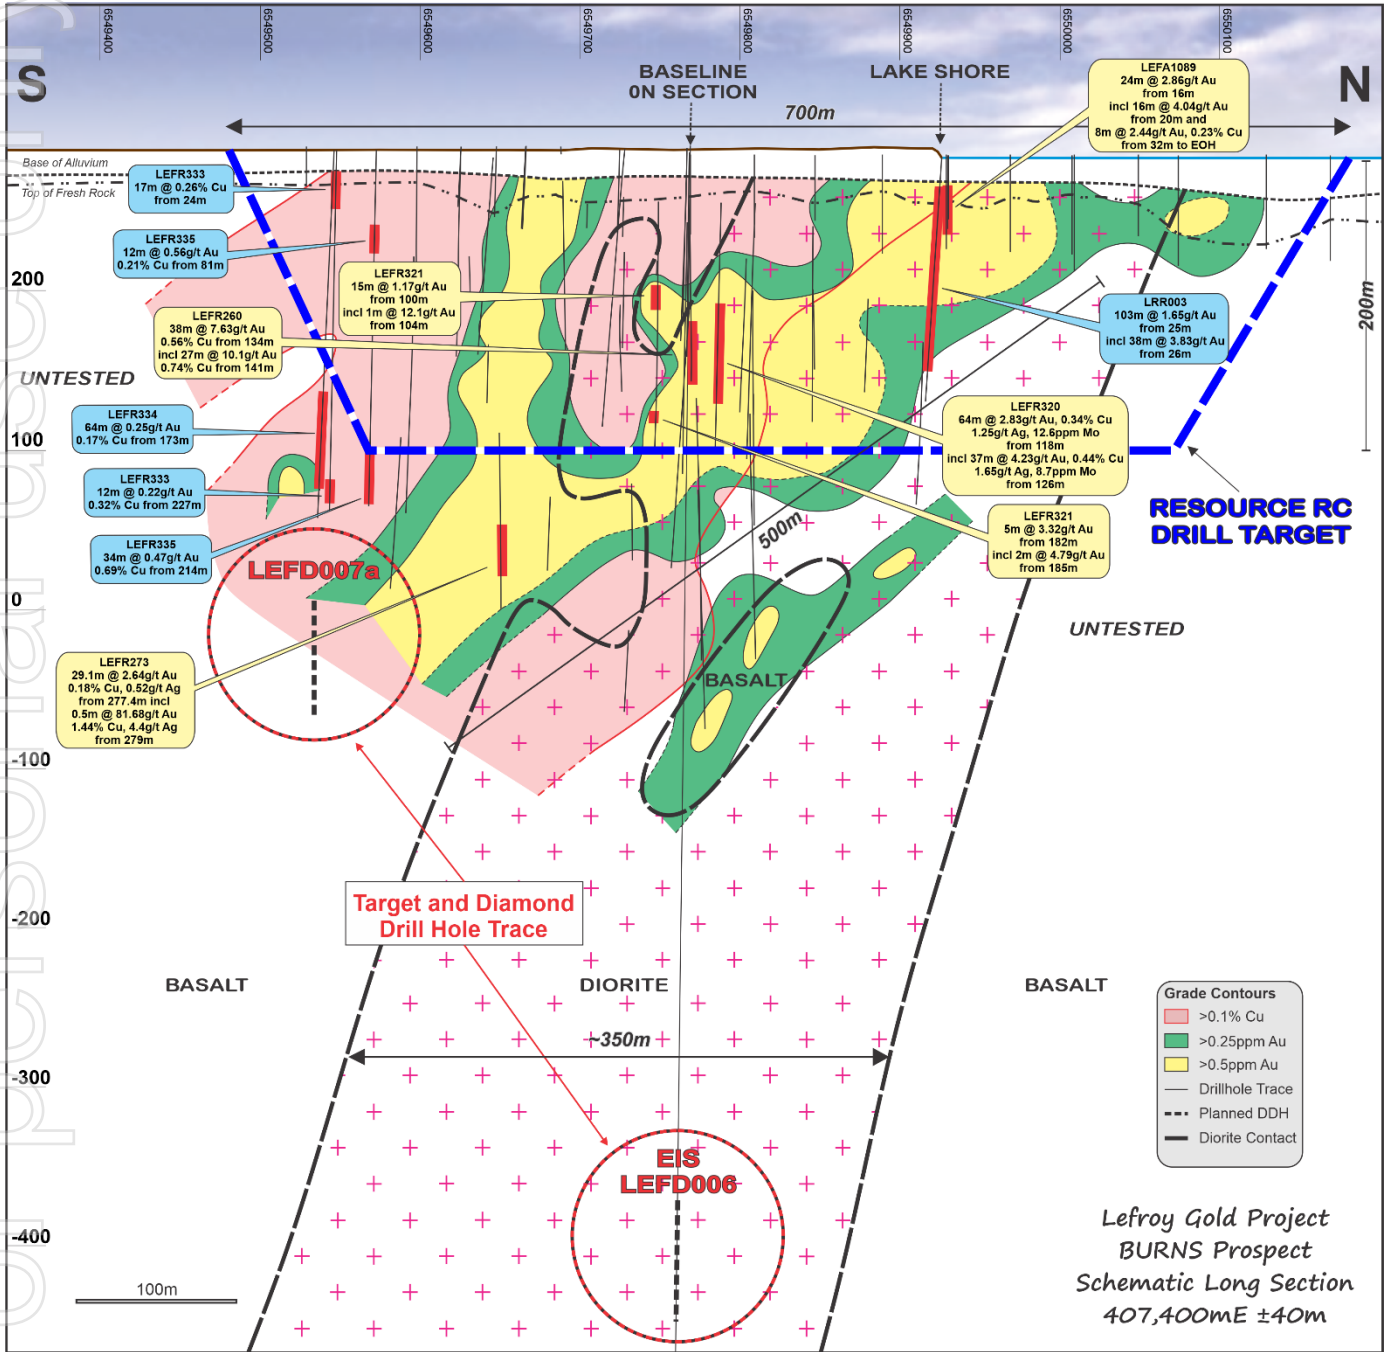 6549400
6549500
6549600
6549700
6549800
6549900
6550000
6550100
S
N
BASELINE
0N SECTION
LAKE SHORE
700m
LEFA1089
24m @ 2.86g/t Au
from 16m
incl 16m @ 4.04g/t Au
from 20m and
8m @ 2.44g/t Au, 0.23% Cu
from 32m to EOH
Base of Alluvium
Top of Fresh Rock
LEFR333
17m @ 0.26% Cu
from 24m
LEFR335
12m @ 0.56g/t Au
0.21% Cu from 81m
LEFR321
15m @ 1.17g/t Au
from 100m
incl 1m @ 12.1g/t Au
from 104m
200
200m
LEFR260
38m @ 7.63g/t Au
0.56% Cu from 134m
incl 27m @ 10.1g/t Au
0.74% Cu from 141m
LRR003
103m @ 1.65g/t Au
from 25m
incl 38m @ 3.83g/t Au
from 26m
UNTESTED
LEFR334
64m @ 0.25g/t Au
0.17% Cu from 173m
100
LEFR320
64m @ 2.83g/t Au, 0.34% Cu
1.25g/t Ag, 12.6ppm Mo
from 118m
incl 37m @ 4.23g/t Au, 0.44% Cu
1.65g/t Ag, 8.7ppm Mo
from 126m
LEFR333
12m @ 0.22g/t Au
0.32% Cu from 227m
RESOURCE RC
DRILL TARGET
LEFR321
5m @ 3.32g/t Au
from 182m
incl 2m @ 4.79g/t Au
from 185m
500m
LEFR335
34m @ 0.47g/t Au
0.69% Cu from 214m
LEFD007a
0
UNTESTED
LEFR273
29.1m @ 2.64g/t Au
0.18% Cu, 0.52g/t Ag
from 277.4m incl
0.5m @ 81.68g/t Au
1.44% Cu, 4.4g/t Ag
from 279m
BASALT
-100
Target and Diamond
Drill Hole Trace
-200
BASALT
DIORITE
BASALT
~350m
-300
Grade Contours
>0.1% Cu
>0.25ppm Au
>0.5ppm Au
Drillhole Trace
Planned DDH
Diorite Contact
EIS
LEFD006
-400
100m
Lefroy Gold Project
BURNS Prospect
Schematic Long Section
407,400mE ±40m
or personal use only